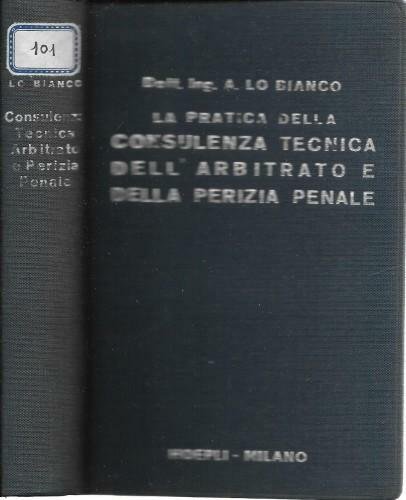 101
LO BIANCO
Consulenza
Tecnica
Arbitrato
e Perizia
Penale
Dott. Ing. A. LO BIANCO
LA PRATICA DELLA
CONSULENZA TECNICA
DELL'ARBITRATO E
DELLA PERIZIA PENALE
HOEPLI - MILANO